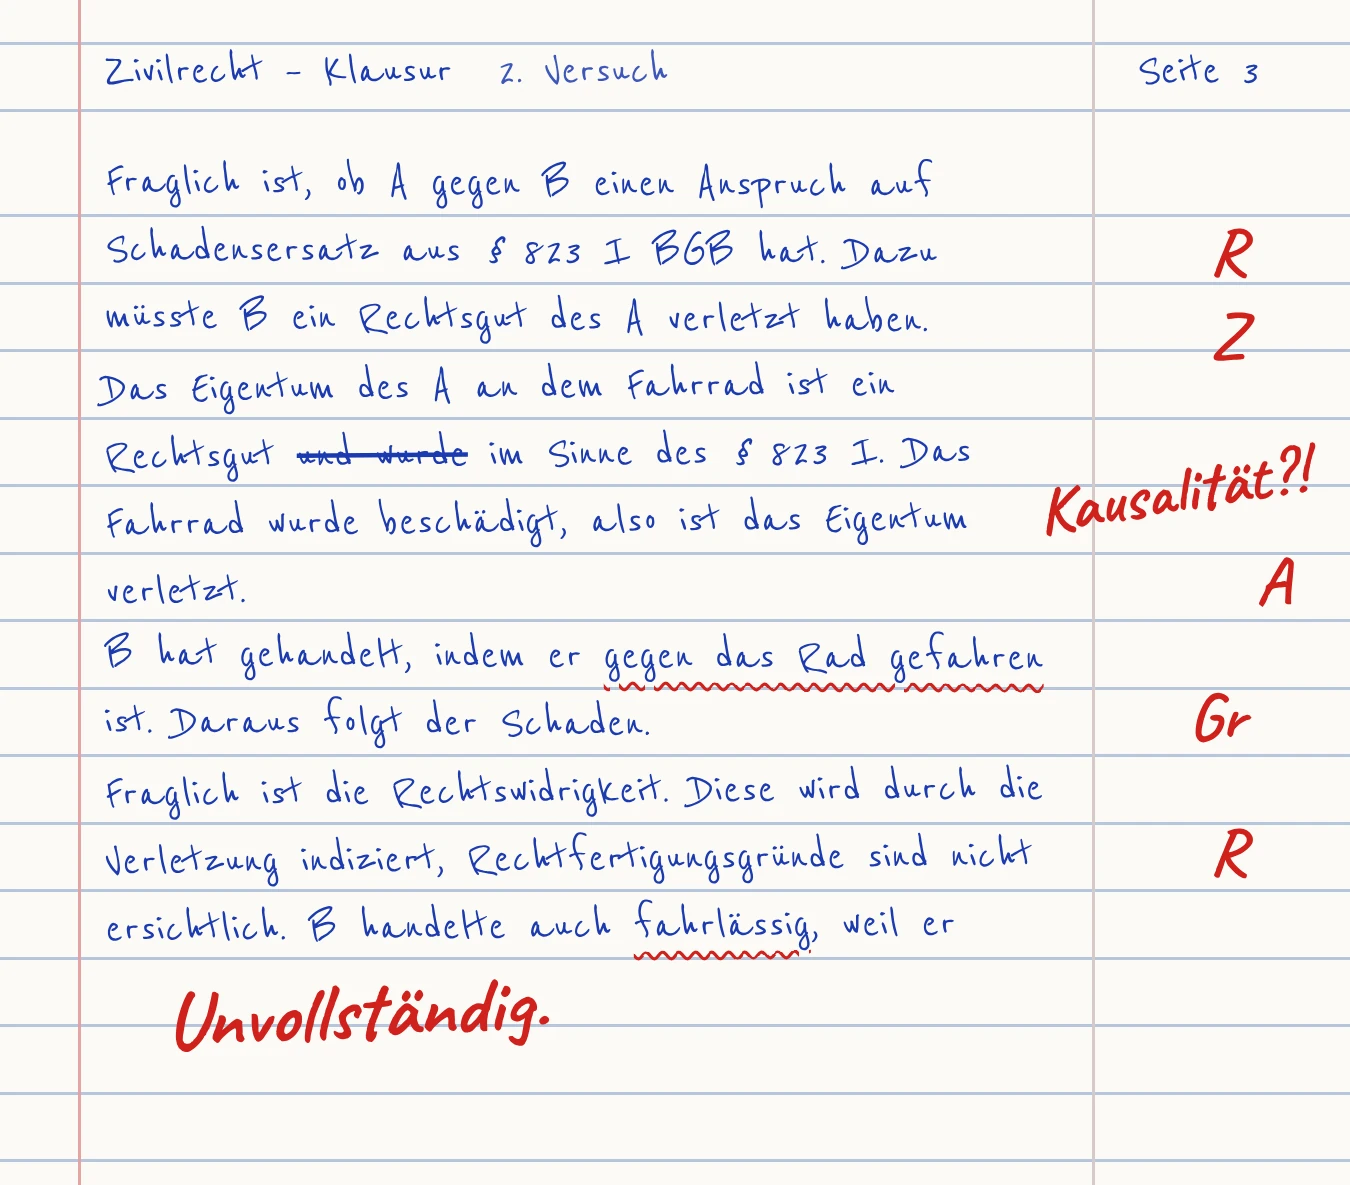 Zivilrecht - Klausur 2. Versuch Seite 3
Fraglich ist, ob A gegen B einen Anspruch auf
Schadensersatz aus § 823 I BGB hat. Dazu R
müsste B ein Rechtsgut des A verletzt haben. Z
Das Eigentum des A an dem Fahrrad ist ein
Rechtsgut und wurde im Sinne des § 823 I. Das
Fahrrad wurde beschädigt, also ist das Eigentum Kausalität?!
verletzt. A
B hat gehandelt, indem er gegen das Rad gefahren
ist. Daraus folgt der Schaden. Gr
Fraglich ist die Rechtswidrigkeit. Diese wird durch die
Verletzung indiziert, Rechtfertigungsgründe sind nicht R
ersichtlich. B handelte auch fahrlässig, weil er
Unvollständig.